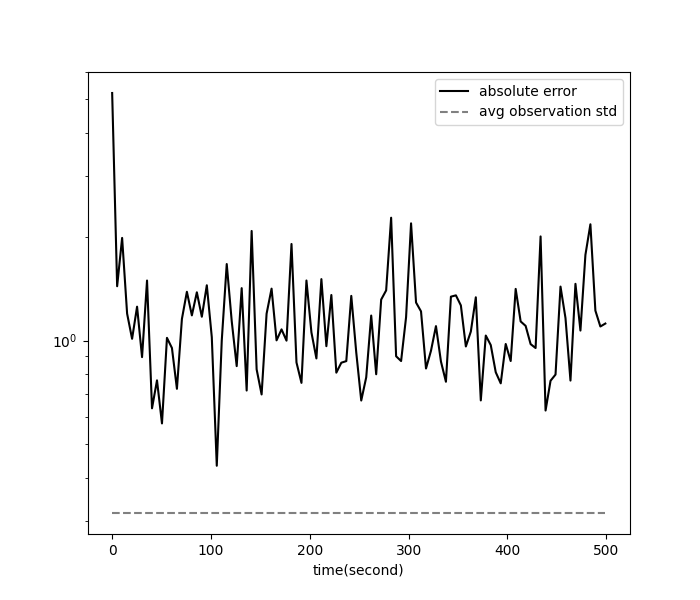 absolute error
avg observation std
10^0
0 100 200 300 400 500
time(second)